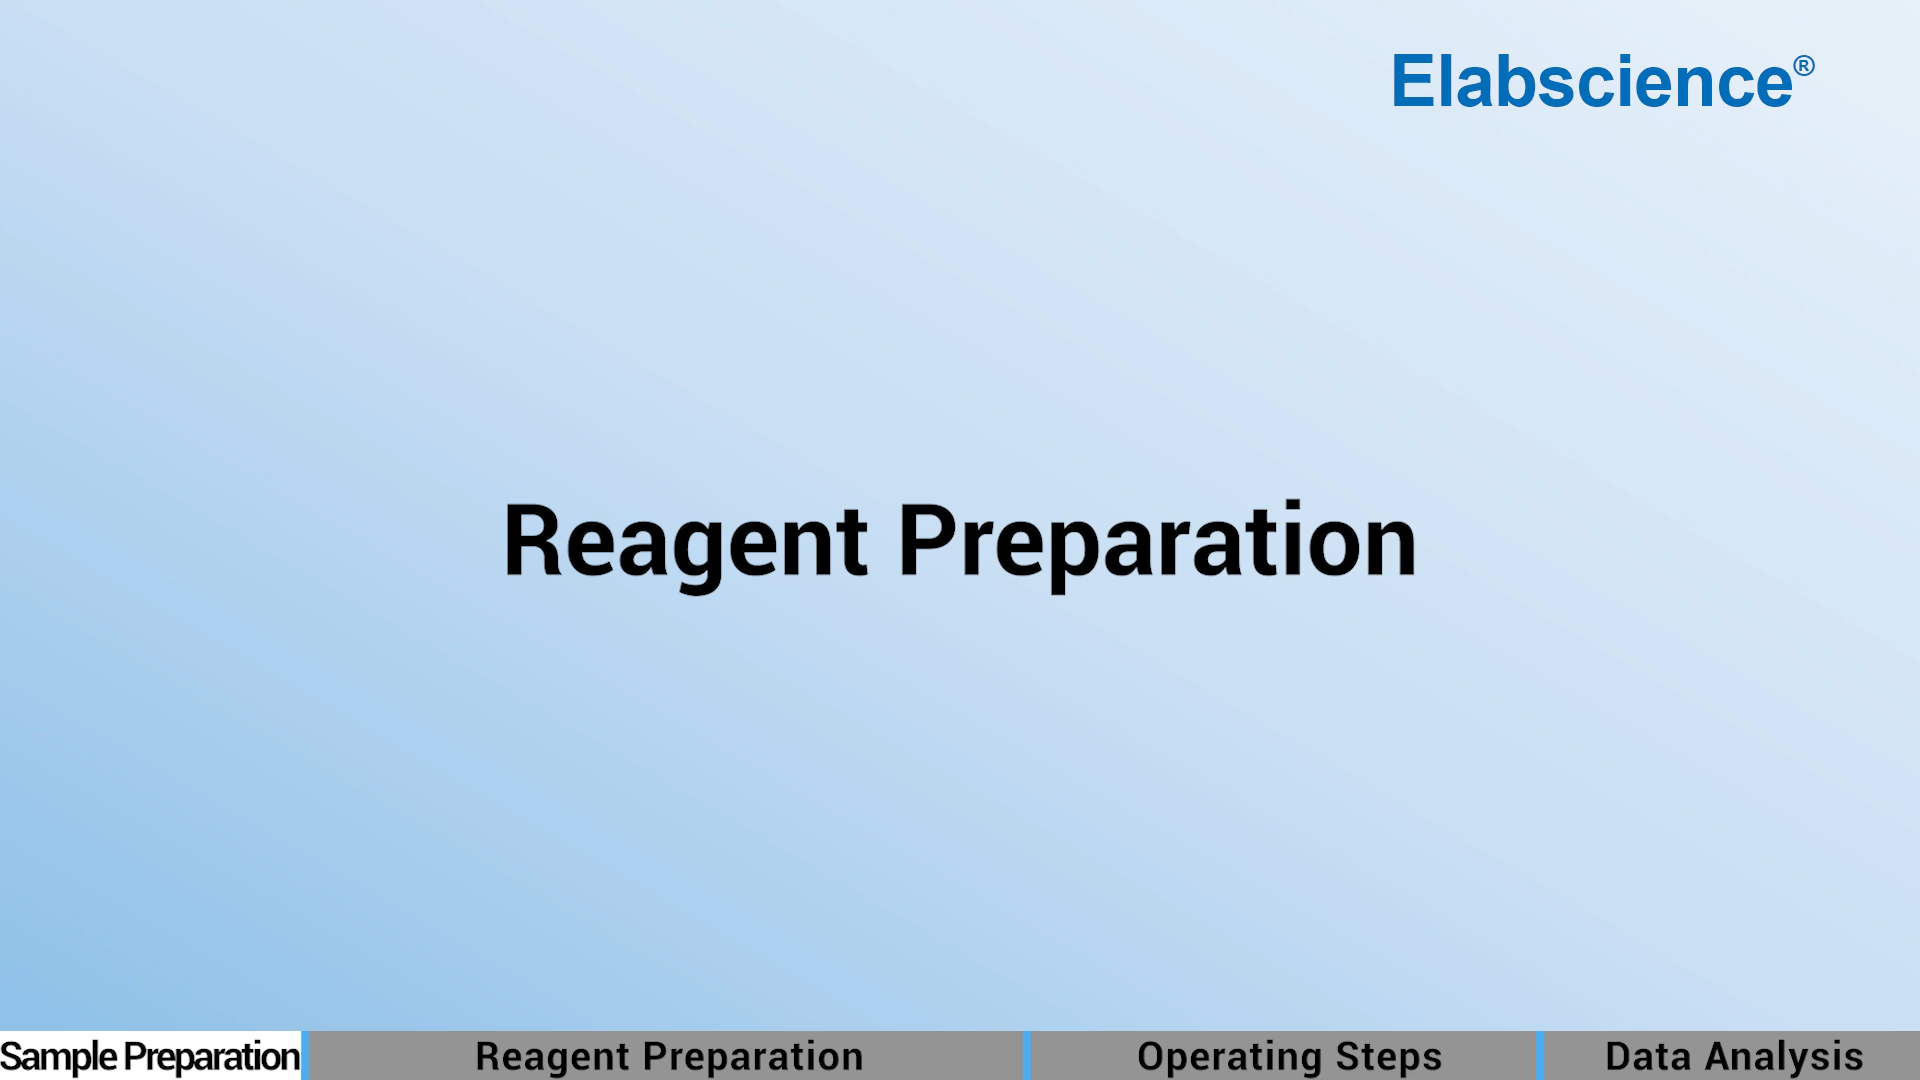 Elabscience®
Reagent Preparation
Sample Preparation
Reagent Preparation
Operating Steps
Data Analysis